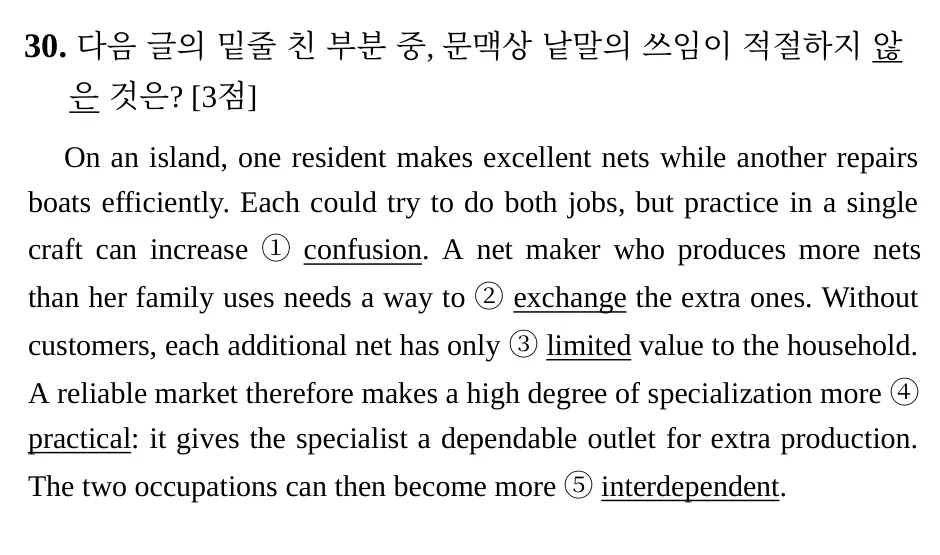 30. 다음 글의 밑줄 친 부분 중, 문맥상 낱말의 쓰임이 적절하지 않
은 것은? [3점]
On an island, one resident makes excellent nets while another repairs
boats efficiently. Each could try to do both jobs, but practice in a single
craft can increase ① confusion. A net maker who produces more nets
than her family uses needs a way to ② exchange the extra ones. Without
customers, each additional net has only ③ limited value to the household.
A reliable market therefore makes a high degree of specialization more ④
practical: it gives the specialist a dependable outlet for extra production.
The two occupations can then become more ⑤ interdependent.